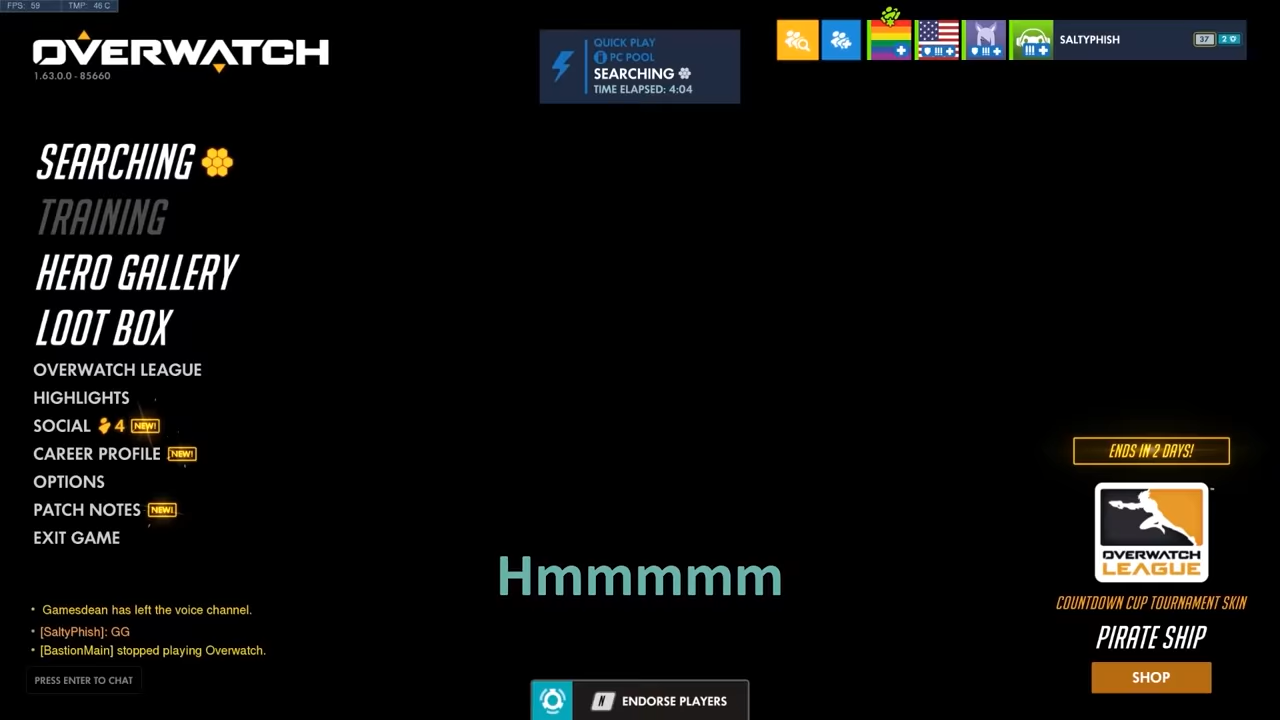 FPS: 59 TMP: 46 C
OVERWATCH
1.63.0.0 - 85660
QUICK PLAY
PC POOL
SEARCHING
TIME ELAPSED: 4:04
SALTYPHISH
37
2
SEARCHING
TRAINING
HERO GALLERY
LOOT BOX
OVERWATCH LEAGUE
HIGHLIGHTS
SOCIAL 4 NEW!
CAREER PROFILE NEW!
OPTIONS
PATCH NOTES NEW!
EXIT GAME
ENDS IN 2 DAYS!
OVERWATCH
LEAGUE
COUNTDOWN CUP TOURNAMENT SKIN
PIRATE SHIP
SHOP
Hmmmmm
• Gamesdean has left the voice channel.
• [SaltyPhish]: GG
• [BastionMain] stopped playing Overwatch.
PRESS ENTER TO CHAT
N ENDORSE PLAYERS